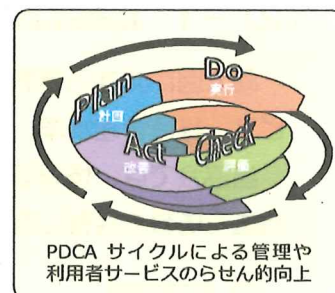 Plan
計画
Do
実行
Check
評価
Act
改善
PDCA サイクルによる管理や
利用者サービスのらせん的向上